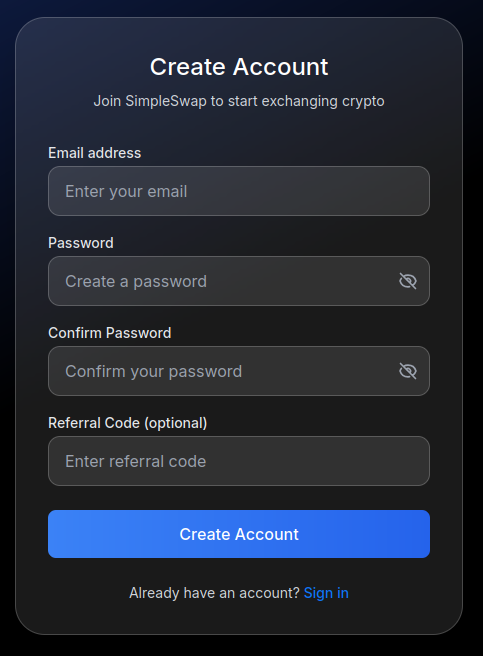 Create Account
Join SimpleSwap to start exchanging crypto
Email address
Enter your email
Password
Create a password
Confirm Password
Confirm your password
Referral Code (optional)
Enter referral code
Create Account
Already have an account? Sign in